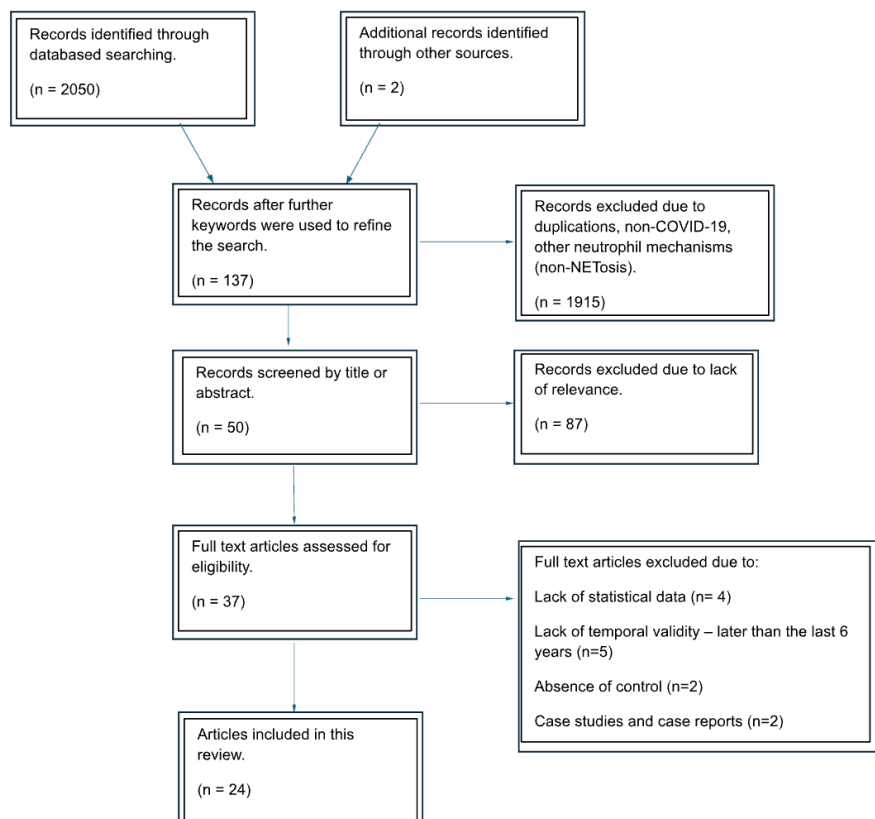 Records identified through
databased searching.
(n = 2050)
Additional records identified
through other sources.
(n = 2)
Records after further
keywords were used to refine
the search.
(n = 137)
Records excluded due to
duplications, non-COVID-19,
other neutrophil mechanisms
(non-NETosis).
(n = 1915)
Records screened by title or
abstract.
(n = 50)
Records excluded due to lack
of relevance.
(n = 87)
Full text articles assessed for
eligibility.
(n = 37)
Full text articles excluded due to:
Lack of statistical data (n= 4)
Lack of temporal validity – later than the last 6
years (n=5)
Absence of control (n=2)
Case studies and case reports (n=2)
Articles included in this
review.
(n = 24)